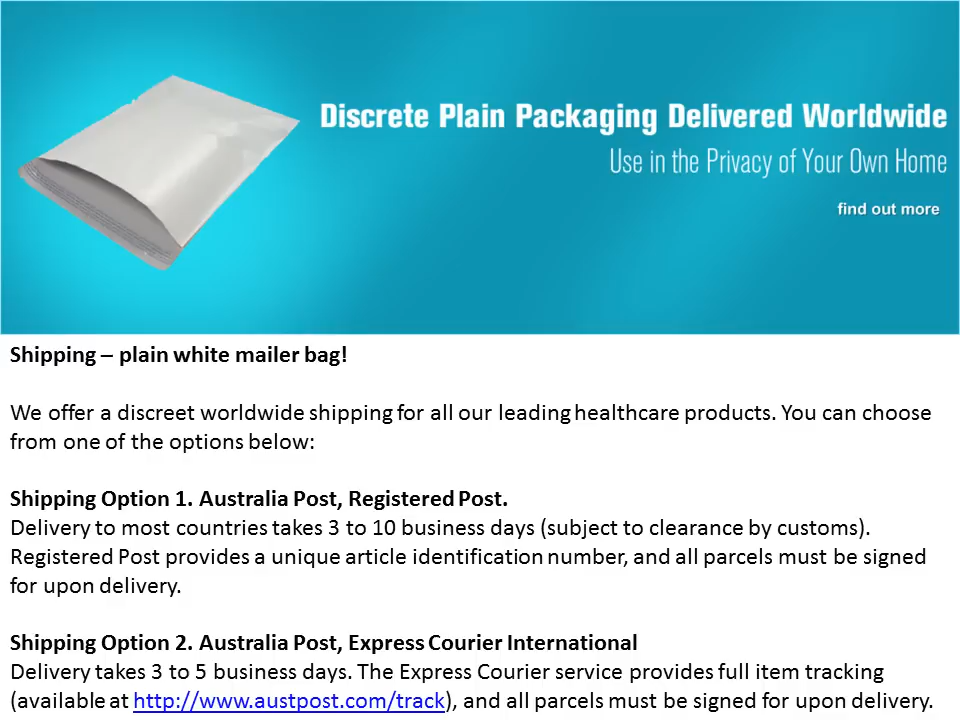 Discrete Plain Packaging Delivered Worldwide
Use in the Privacy of Your Own Home
find out more
Shipping – plain white mailer bag!
We offer a discreet worldwide shipping for all our leading healthcare products. You can choose
from one of the options below:
Shipping Option 1. Australia Post, Registered Post.
Delivery to most countries takes 3 to 10 business days (subject to clearance by customs).
Registered Post provides a unique article identification number, and all parcels must be signed
for upon delivery.
Shipping Option 2. Australia Post, Express Courier International
Delivery takes 3 to 5 business days. The Express Courier service provides full item tracking
(available at http://www.austpost.com/track), and all parcels must be signed for upon delivery.